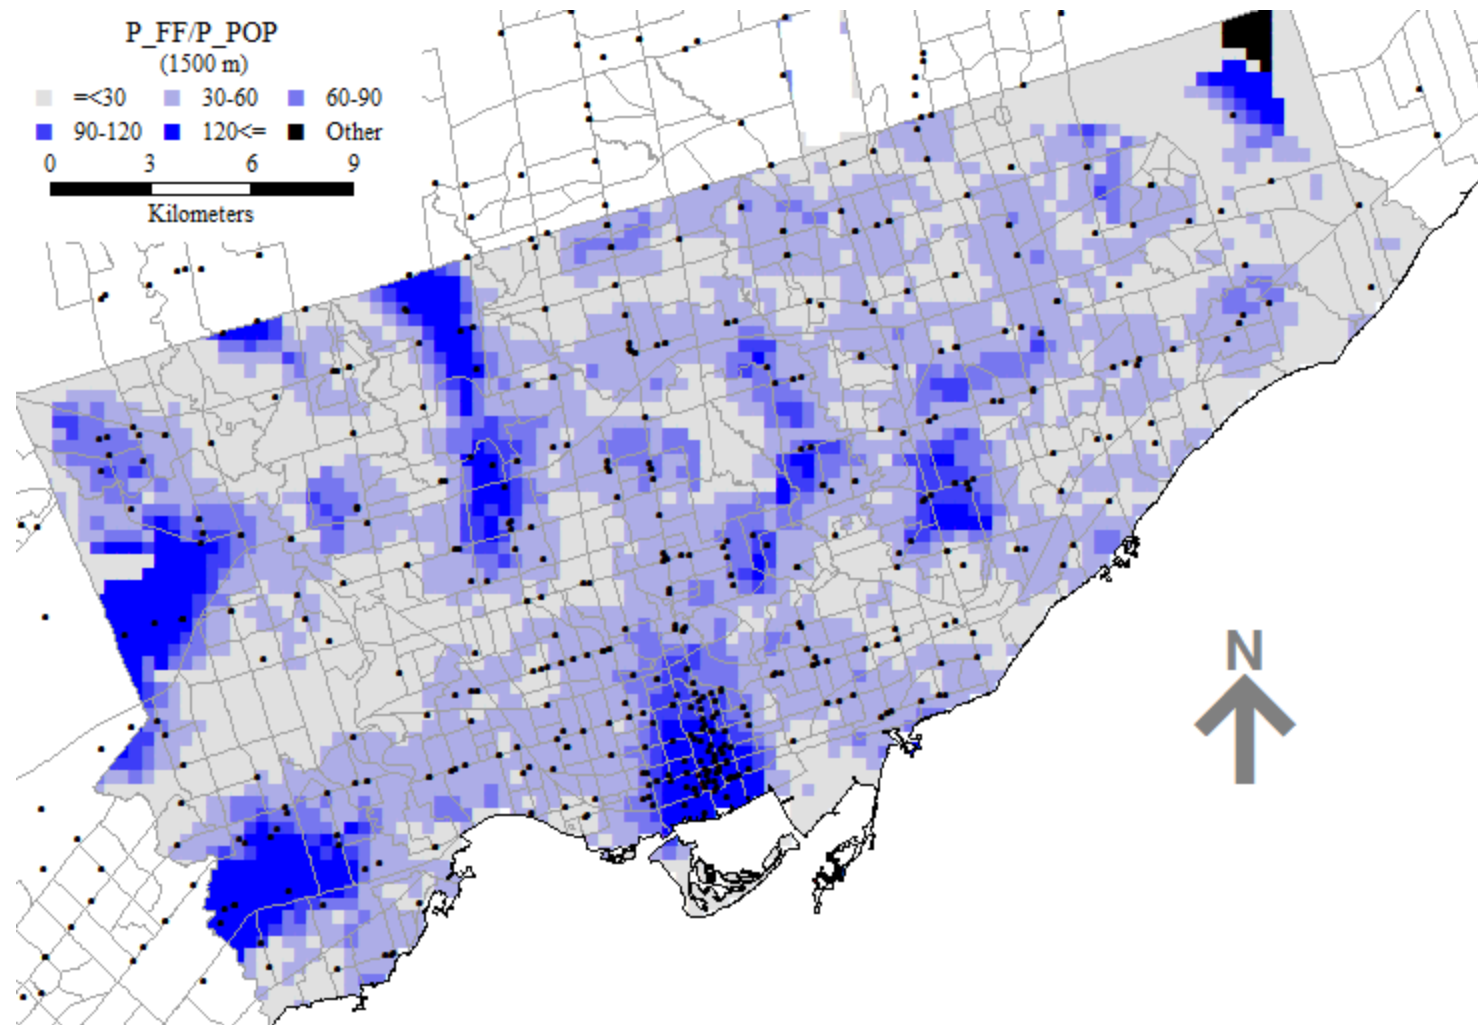 P_FF/P_POP
(1500 m)
=<30 30-60 60-90
90-120 120<= Other
0 3 6 9
Kilometers
N